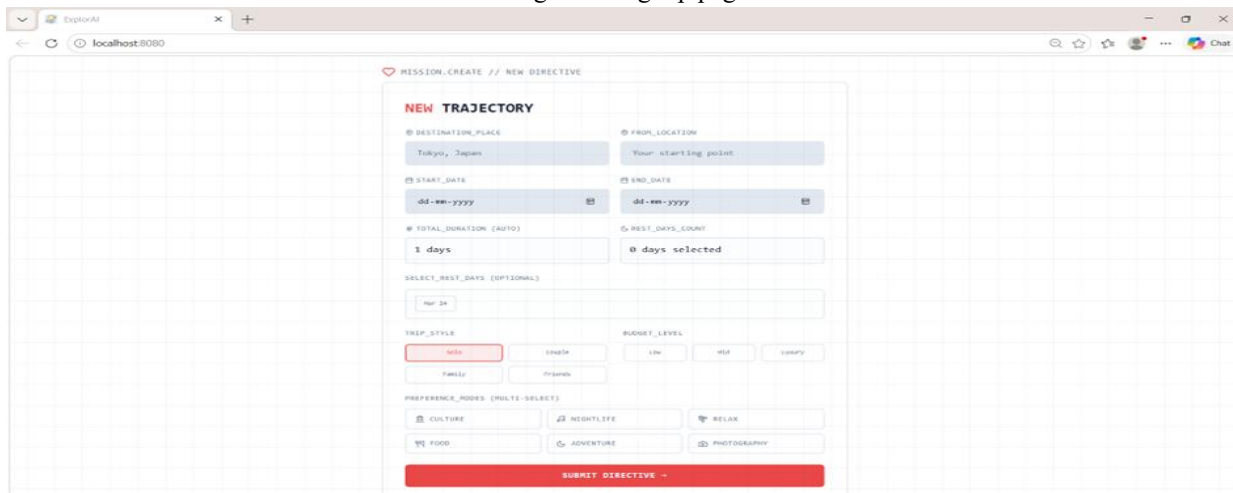 ExplorAI
localhost:8080
Chat
MISSION.CREATE // NEW DIRECTIVE
NEW TRAJECTORY
DESTINATION_PLACE FROM_LOCATION
Tokyo, Japan Your starting point
START_DATE END_DATE
dd-mm-yyyy dd-mm-yyyy
TOTAL_DURATION (AUTO) REST_DAYS_COUNT
1 days 0 days selected
SELECT_REST_DAYS (OPTIONAL)
Mar 24
TRIP_STYLE BUDGET_LEVEL
Solo Couple Low Mid Luxury
Family Friends
PREFERENCE_MODES (MULTI-SELECT)
CULTURE NIGHTLIFE RELAX
FOOD ADVENTURE PHOTOGRAPHY
SUBMIT DIRECTIVE →